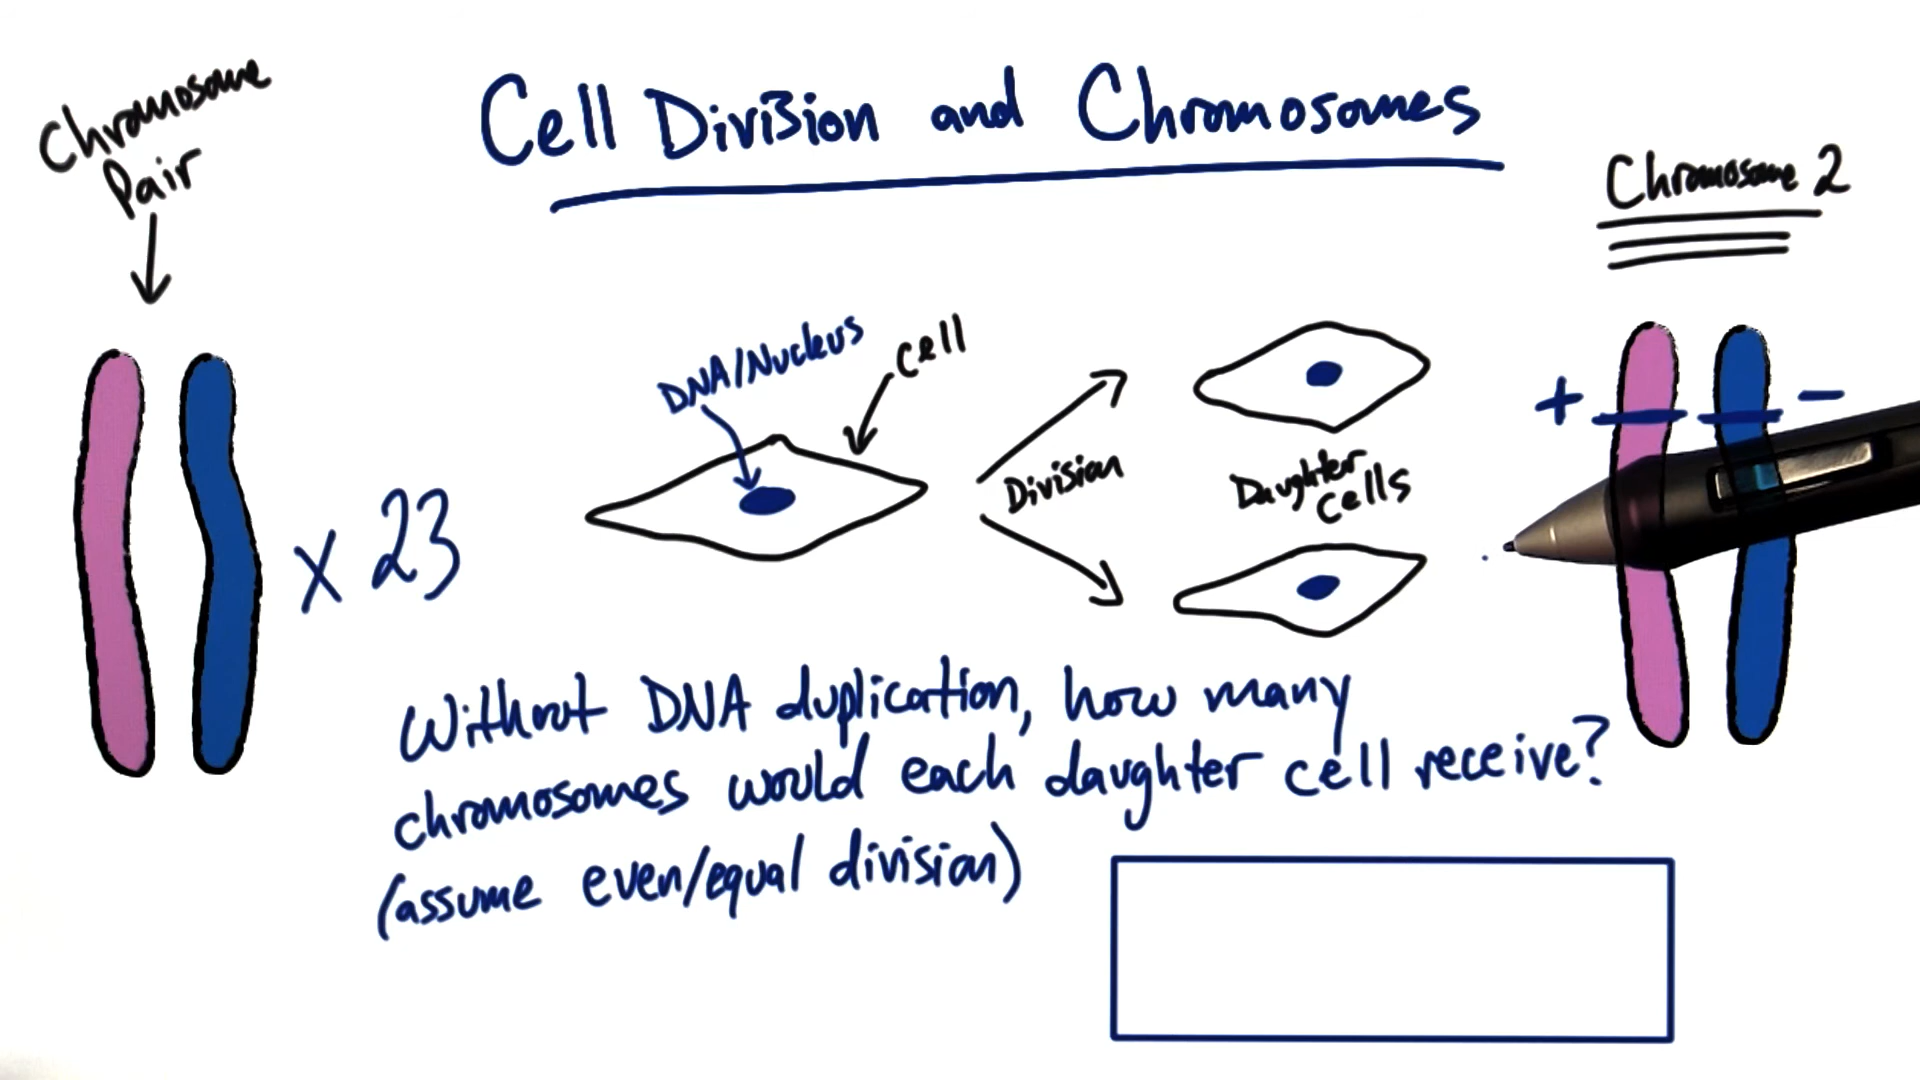 Cell Division and Chromosomes
Chromosome
Pair
x 23
DNA/Nucleus
Cell
Division
Daughter
Cells
Chromosome 2
+
-
Without DNA duplication, how many
chromosomes would each daughter cell receive?
(assume even/equal division)